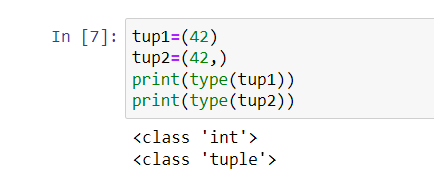 In [7]: tup1=(42)
tup2=(42,)
print(type(tup1))
print(type(tup2))
<class 'int'>
<class 'tuple'>